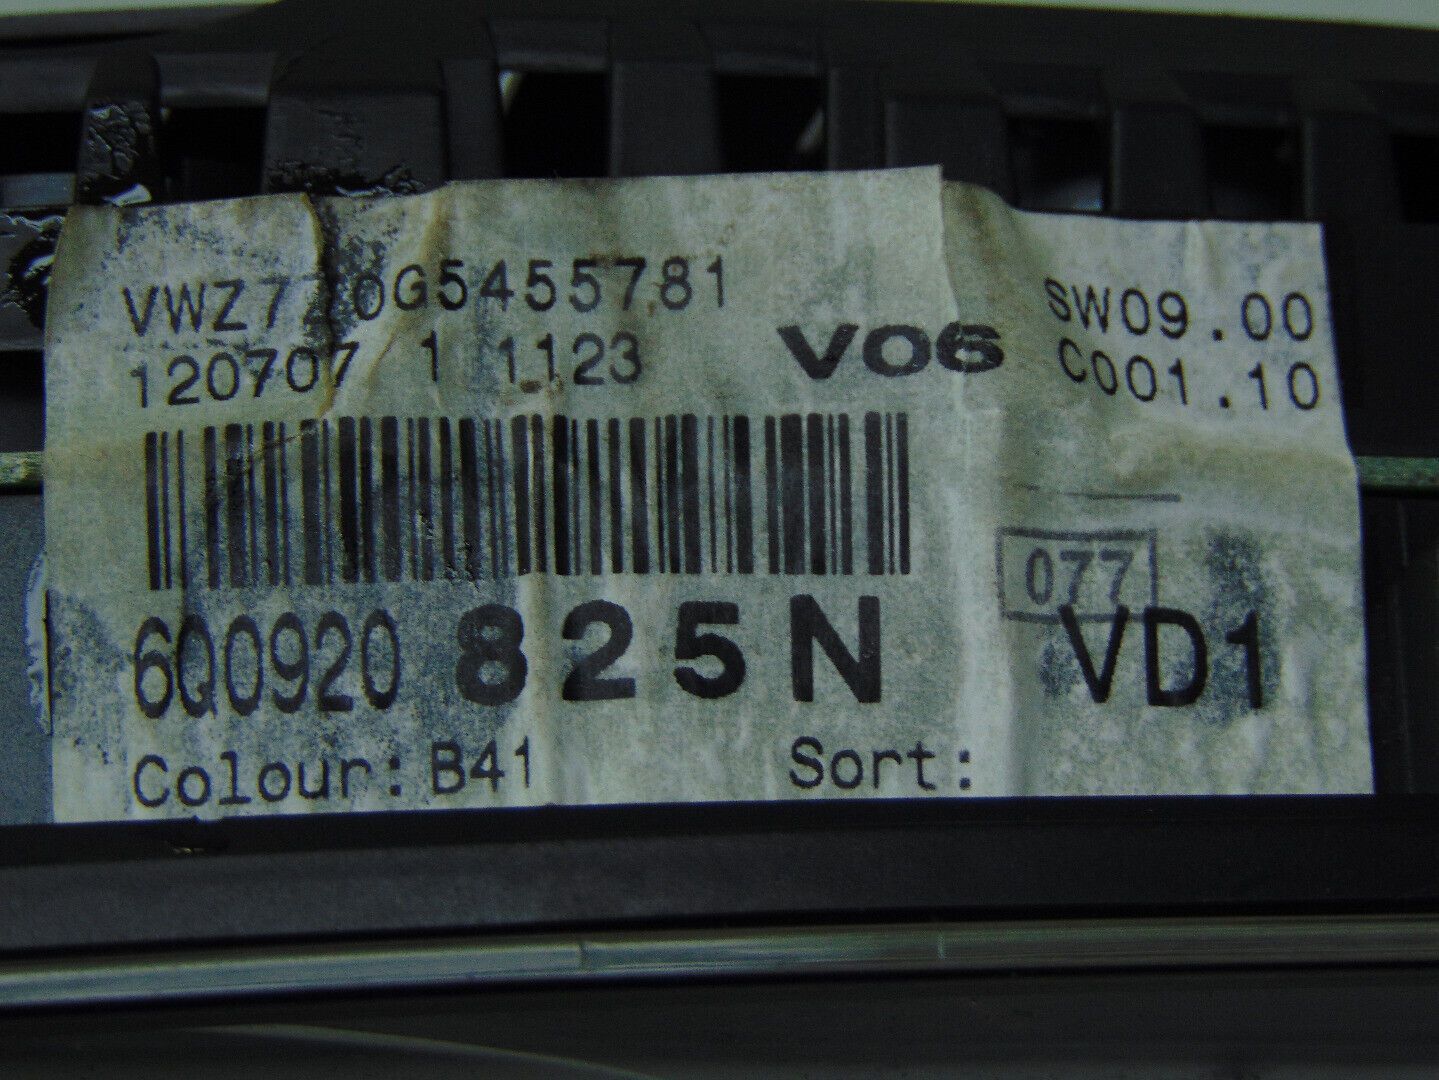 VWZ7Z0G5455781
120707 1 1123 V06
SW09.00
C001.10
077
6Q0920 825N VD1
Colour: B41 Sort: